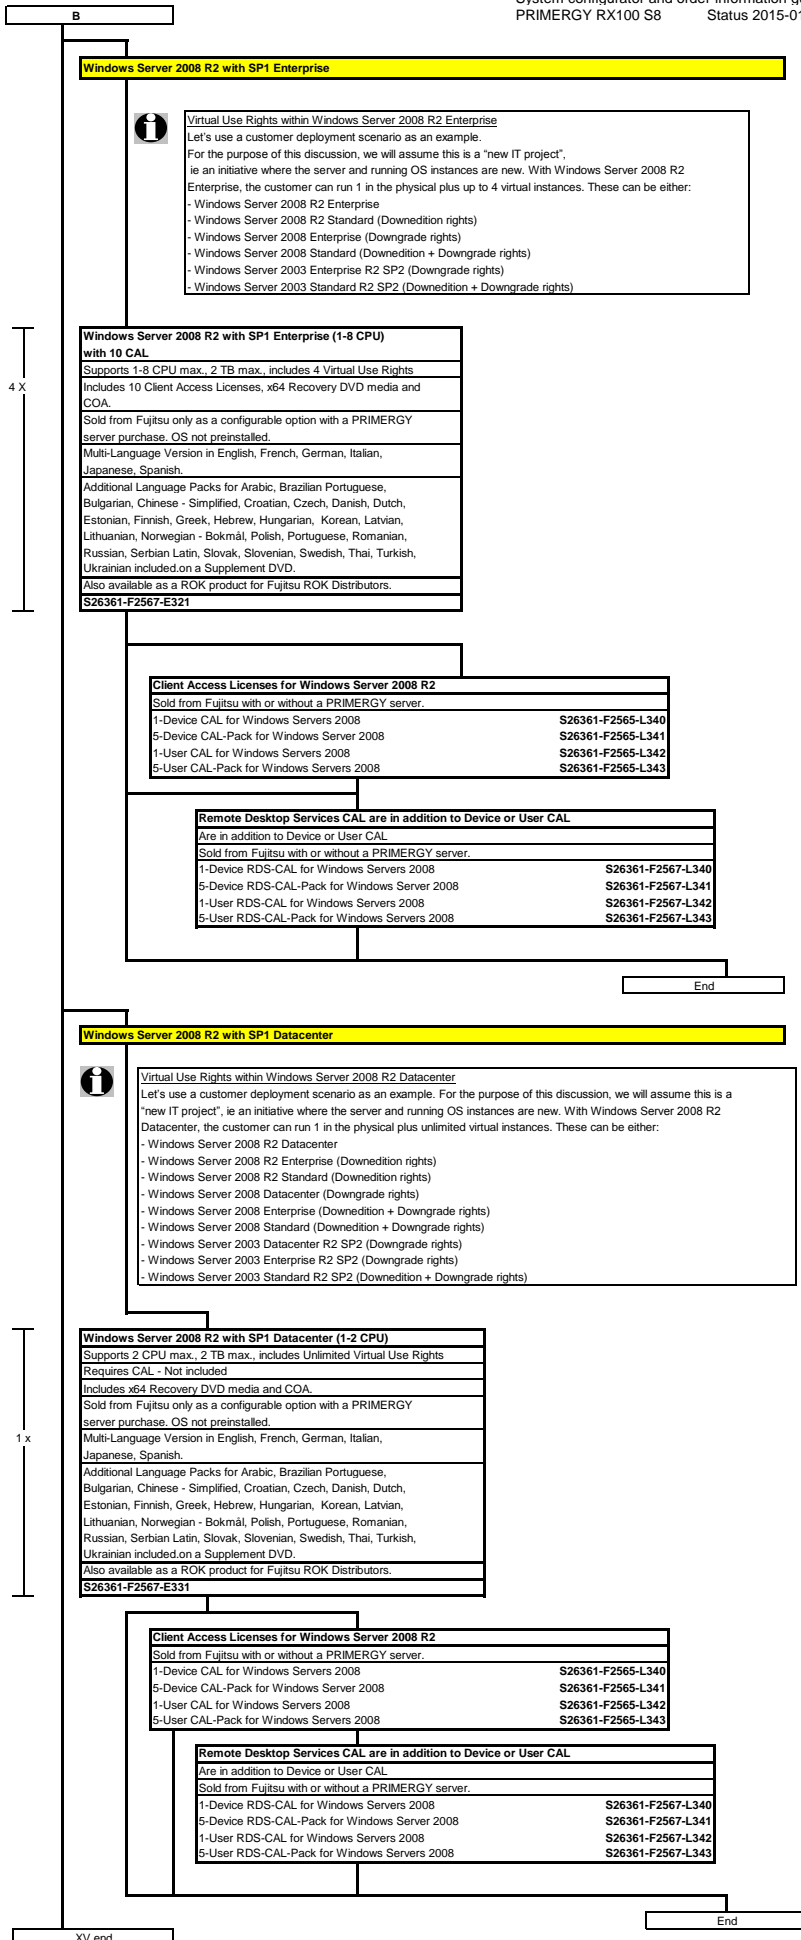 System configurator and order information g
PRIMERGY RX100 S8 Status 2015-01
B
Windows Server 2008 R2 with SP1 Enterprise
Virtual Use Rights within Windows Server 2008 R2 Enterprise
Let's use a customer deployment scenario as an example.
For the purpose of this discussion, we will assume this is a "new IT project",
ie an initiative where the server and running OS instances are new. With Windows Server 2008 R2
Enterprise, the customer can run 1 in the physical plus up to 4 virtual instances. These can be either:
- Windows Server 2008 R2 Enterprise
- Windows Server 2008 R2 Standard (Downedition rights)
- Windows Server 2008 Enterprise (Downgrade rights)
- Windows Server 2008 Standard (Downedition + Downgrade rights)
- Windows Server 2003 Enterprise R2 SP2 (Downgrade rights)
- Windows Server 2003 Standard R2 SP2 (Downedition + Downgrade rights)
Windows Server 2008 R2 with SP1 Enterprise (1-8 CPU)
with 10 CAL
Supports 1-8 CPU max., 2 TB max., includes 4 Virtual Use Rights
4 X
Includes 10 Client Access Licenses, x64 Recovery DVD media and
COA.
Sold from Fujitsu only as a configurable option with a PRIMERGY
server purchase. OS not preinstalled.
Multi-Language Version in English, French, German, Italian,
Japanese, Spanish.
Additional Language Packs for Arabic, Brazilian Portuguese,
Bulgarian, Chinese - Simplified, Croatian, Czech, Danish, Dutch,
Estonian, Finnish, Greek, Hebrew, Hungarian, Korean, Latvian,
Lithuanian, Norwegian - Bokmål, Polish, Portuguese, Romanian,
Russian, Serbian Latin, Slovak, Slovenian, Swedish, Thai, Turkish,
Ukrainian included.on a Supplement DVD.
Also available as a ROK product for Fujitsu ROK Distributors.
S26361-F2567-E321
Client Access Licenses for Windows Server 2008 R2
Sold from Fujitsu with or without a PRIMERGY server.
1-Device CAL for Windows Servers 2008 S26361-F2565-L340
5-Device CAL-Pack for Windows Server 2008 S26361-F2565-L341
1-User CAL for Windows Servers 2008 S26361-F2565-L342
5-User CAL-Pack for Windows Servers 2008 S26361-F2565-L343
Remote Desktop Services CAL are in addition to Device or User CAL
Are in addition to Device or User CAL
Sold from Fujitsu with or without a PRIMERGY server.
1-Device RDS-CAL for Windows Servers 2008 S26361-F2567-L340
5-Device RDS-CAL-Pack for Windows Server 2008 S26361-F2567-L341
1-User RDS-CAL for Windows Servers 2008 S26361-F2567-L342
5-User RDS-CAL-Pack for Windows Servers 2008 S26361-F2567-L343
End
Windows Server 2008 R2 with SP1 Datacenter
Virtual Use Rights within Windows Server 2008 R2 Datacenter
Let's use a customer deployment scenario as an example. For the purpose of this discussion, we will assume this is a
"new IT project", ie an initiative where the server and running OS instances are new. With Windows Server 2008 R2
Datacenter, the customer can run 1 in the physical plus unlimited virtual instances. These can be either:
- Windows Server 2008 R2 Datacenter
- Windows Server 2008 R2 Enterprise (Downedition rights)
- Windows Server 2008 R2 Standard (Downedition rights)
- Windows Server 2008 Datacenter (Downgrade rights)
- Windows Server 2008 Enterprise (Downedition + Downgrade rights)
- Windows Server 2008 Standard (Downedition + Downgrade rights)
- Windows Server 2003 Datacenter R2 SP2 (Downgrade rights)
- Windows Server 2003 Enterprise R2 SP2 (Downgrade rights)
- Windows Server 2003 Standard R2 SP2 (Downedition + Downgrade rights)
Windows Server 2008 R2 with SP1 Datacenter (1-2 CPU)
Supports 2 CPU max., 2 TB max., includes Unlimited Virtual Use Rights
Requires CAL - Not included
Includes x64 Recovery DVD media and COA.
Sold from Fujitsu only as a configurable option with a PRIMERGY
server purchase. OS not preinstalled.
1 x
Multi-Language Version in English, French, German, Italian,
Japanese, Spanish.
Additional Language Packs for Arabic, Brazilian Portuguese,
Bulgarian, Chinese - Simplified, Croatian, Czech, Danish, Dutch,
Estonian, Finnish, Greek, Hebrew, Hungarian, Korean, Latvian,
Lithuanian, Norwegian - Bokmål, Polish, Portuguese, Romanian,
Russian, Serbian Latin, Slovak, Slovenian, Swedish, Thai, Turkish,
Ukrainian included.on a Supplement DVD.
Also available as a ROK product for Fujitsu ROK Distributors.
S26361-F2567-E331
Client Access Licenses for Windows Server 2008 R2
Sold from Fujitsu with or without a PRIMERGY server.
1-Device CAL for Windows Servers 2008 S26361-F2565-L340
5-Device CAL-Pack for Windows Server 2008 S26361-F2565-L341
1-User CAL for Windows Servers 2008 S26361-F2565-L342
5-User CAL-Pack for Windows Servers 2008 S26361-F2565-L343
Remote Desktop Services CAL are in addition to Device or User CAL
Are in addition to Device or User CAL
Sold from Fujitsu with or without a PRIMERGY server.
1-Device RDS-CAL for Windows Servers 2008 S26361-F2567-L340
5-Device RDS-CAL-Pack for Windows Server 2008 S26361-F2567-L341
1-User RDS-CAL for Windows Servers 2008 S26361-F2567-L342
5-User RDS-CAL-Pack for Windows Servers 2008 S26361-F2567-L343
End
XV end